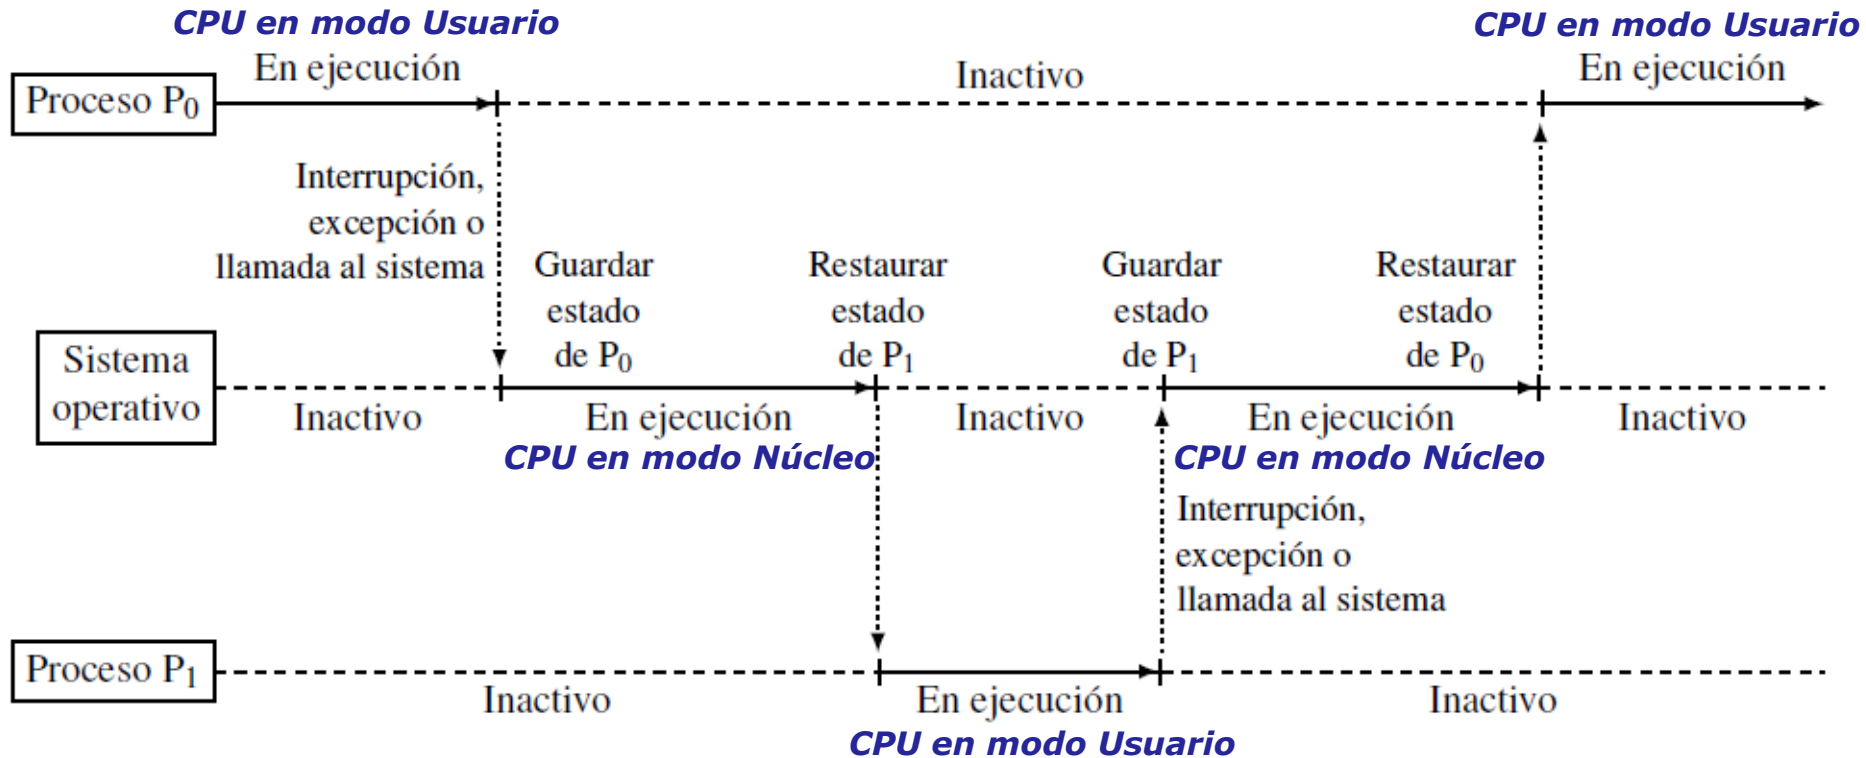 CPU en modo Usuario
CPU en modo Usuario
En ejecución
Inactivo
En ejecución
Proceso P0
Interrupción,
excepción o
llamada al sistema
Guardar
estado
de P0
Restaurar
estado
de P1
Guardar
estado
de P1
Restaurar
estado
de P0
Sistema
operativo
Inactivo
En ejecución
Inactivo
En ejecución
Inactivo
CPU en modo Núcleo
CPU en modo Núcleo
Interrupción,
excepción o
llamada al sistema
Proceso P1
Inactivo
En ejecución
Inactivo
CPU en modo Usuario